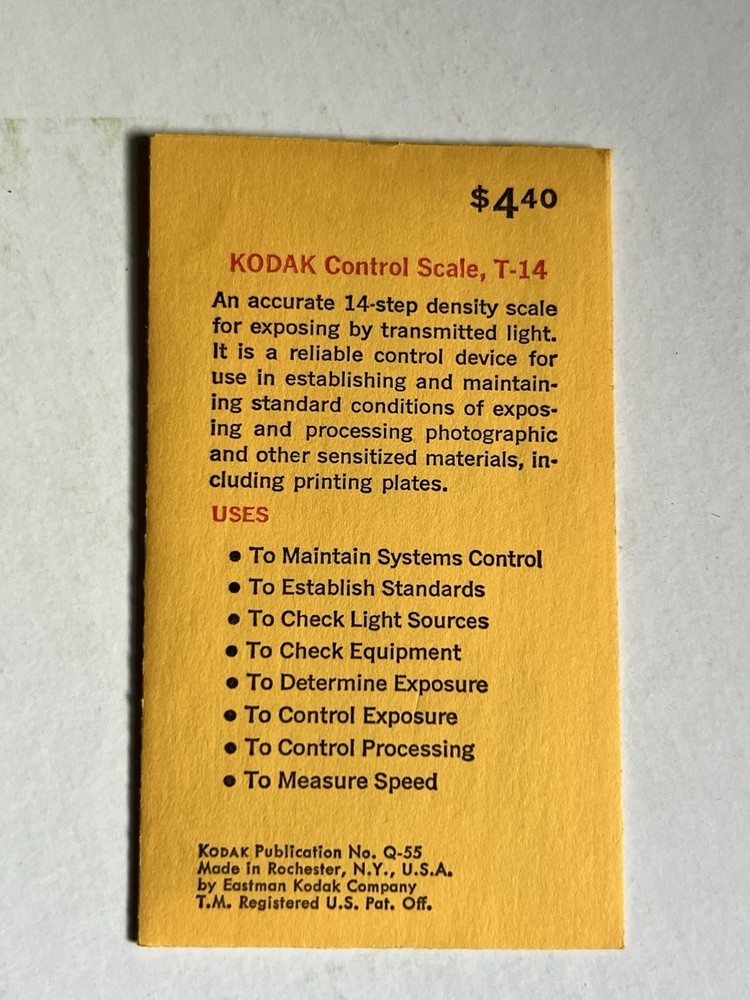 $4.40
KODAK Control Scale, T-14
An accurate 14-step density scale
for exposing by transmitted light.
It is a reliable control device for
use in establishing and maintain-
ing standard conditions of expos-
ing and processing photographic
and other sensitized materials, in-
cluding printing plates.
USES
• To Maintain Systems Control
• To Establish Standards
• To Check Light Sources
• To Check Equipment
• To Determine Exposure
• To Control Exposure
• To Control Processing
• To Measure Speed
KODAK Publication No. Q-55
Made in Rochester, N.Y., U.S.A.
by Eastman Kodak Company
T.M. Registered U.S. Pat. Off.